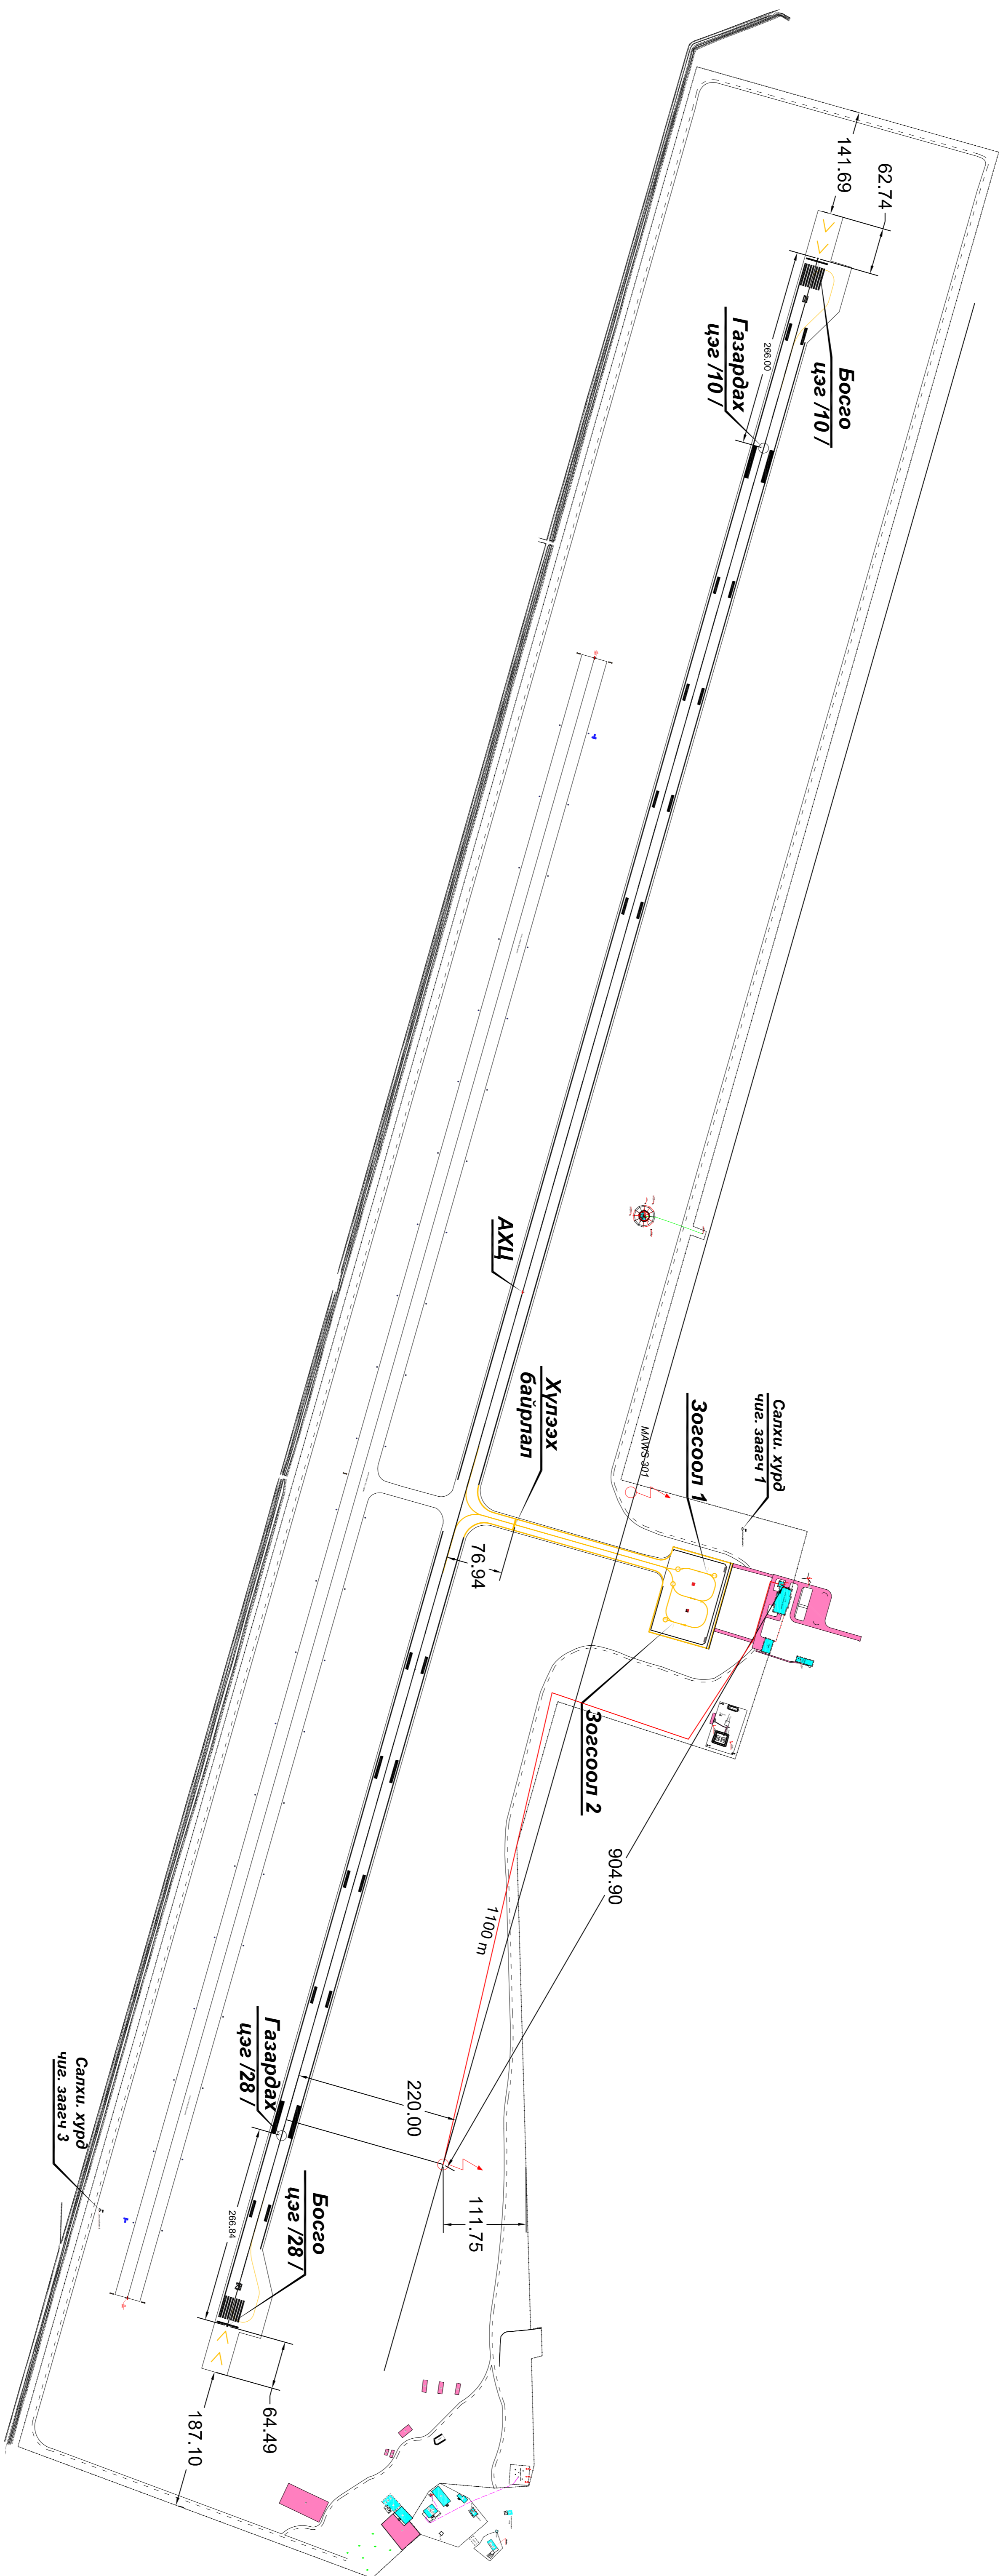 62.74
141.69
Босго
цэг /10 /
Газардах
цэг /10 /
266.00
АХЦ
Хүлээх
байрлал
MAWS-301
Зогсоол 1
Салхи. хурд
чиг. заагч 1
76.94
Зогсоол 2
904.90
1100 m
220.00
111.75
Газардах
цэг /28 /
Босго
цэг /28 /
266.84
Салхи. хурд
чиг. заагч 3
64.49
187.10